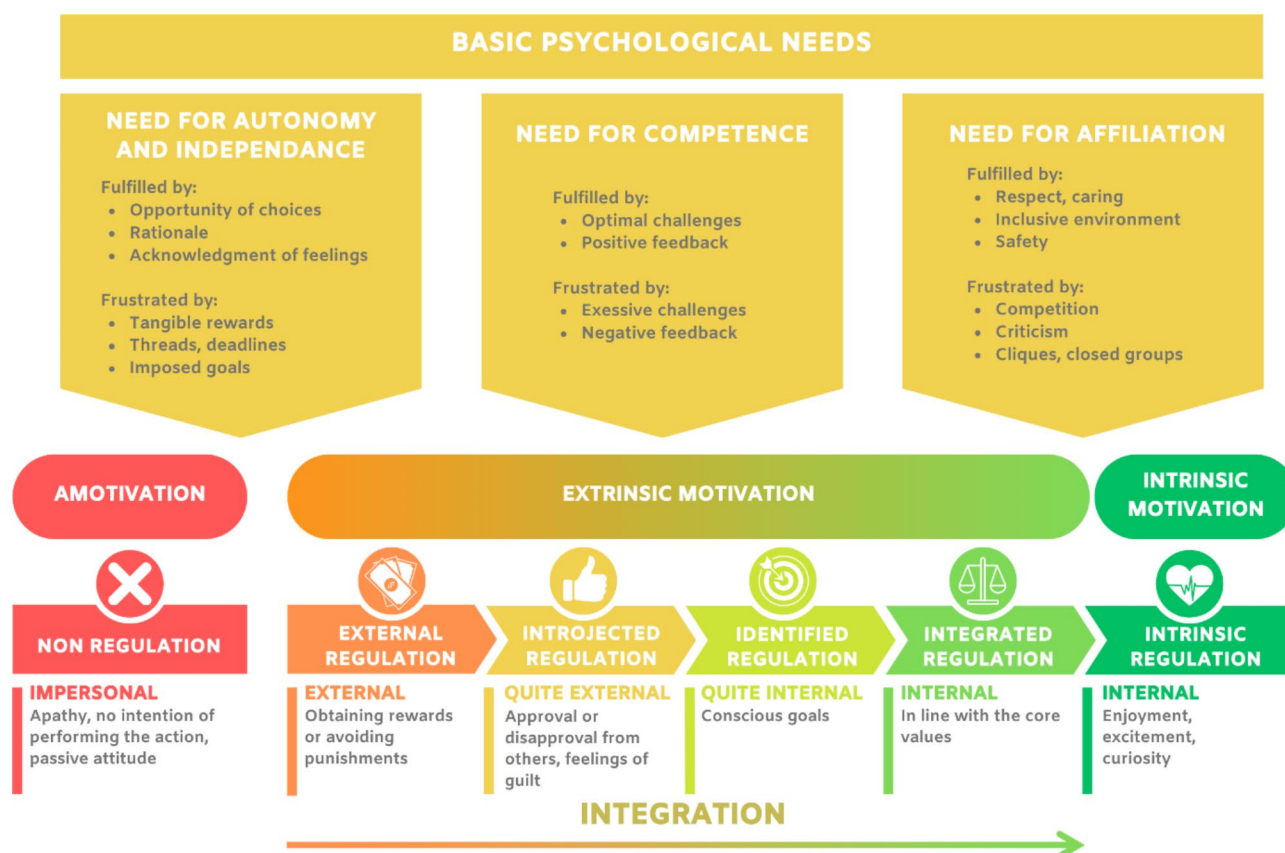 BASIC PSYCHOLOGICAL NEEDS
NEED FOR AUTONOMY
AND INDEPENDANCE
Fulfilled by:
• Opportunity of choices
• Rationale
• Acknowledgment of feelings
Frustrated by:
• Tangible rewards
• Threads, deadlines
• Imposed goals
NEED FOR COMPETENCE
Fulfilled by:
• Optimal challenges
• Positive feedback
Frustrated by:
• Exessive challenges
• Negative feedback
NEED FOR AFFILIATION
Fulfilled by:
• Respect, caring
• Inclusive environment
• Safety
Frustrated by:
• Competition
• Criticism
• Cliques, closed groups
AMOTIVATION
EXTRINSIC MOTIVATION
INTRINSIC
MOTIVATION
NON REGULATION
IMPERSONAL
Apathy, no intention of
performing the action,
passive attitude
EXTERNAL
REGULATION
EXTERNAL
Obtaining rewards
or avoiding
punishments
INTROJECTED
REGULATION
QUITE EXTERNAL
Approval or
disapproval from
others, feelings of
guilt
IDENTIFIED
REGULATION
QUITE INTERNAL
Conscious goals
INTEGRATED
REGULATION
INTERNAL
In line with the core
values
INTRINSIC
REGULATION
INTERNAL
Enjoyment,
excitement,
curiosity
INTEGRATION